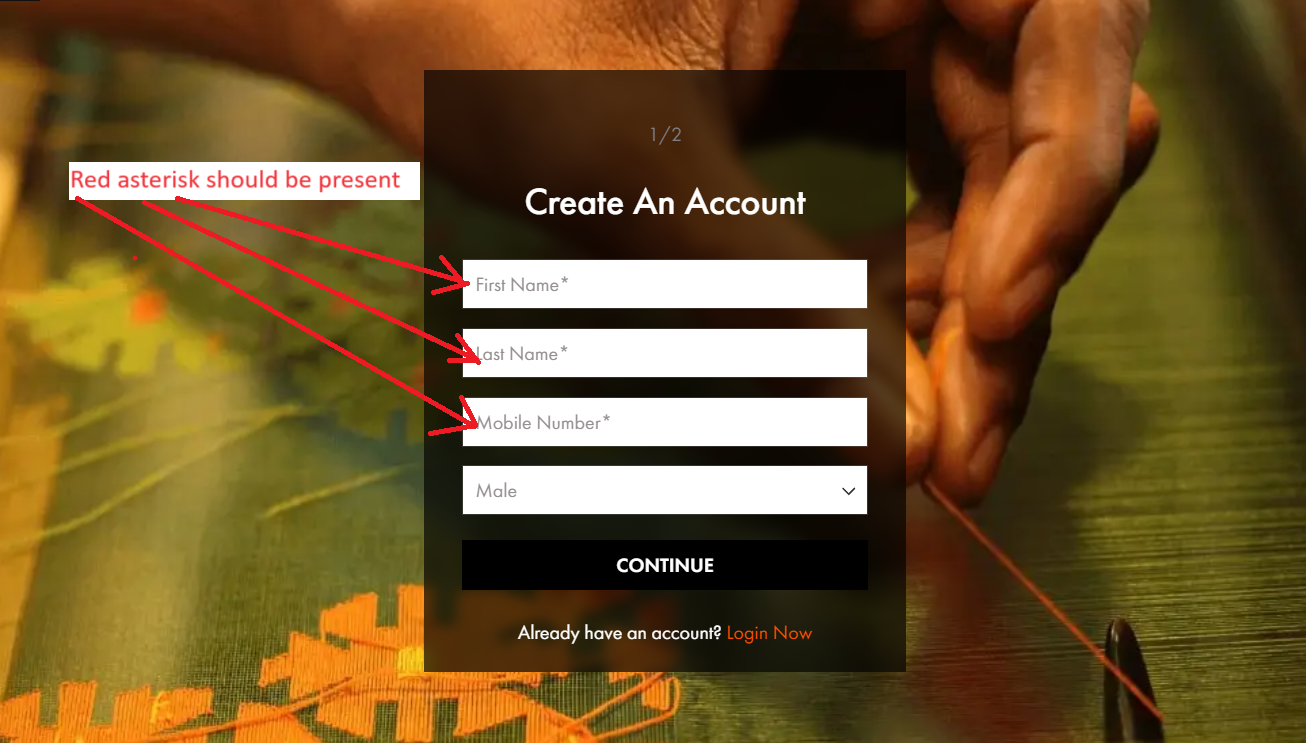 1/2
Red asterisk should be present
Create An Account
First Name*
Last Name*
Mobile Number*
Male
CONTINUE
Already have an account? Login Now